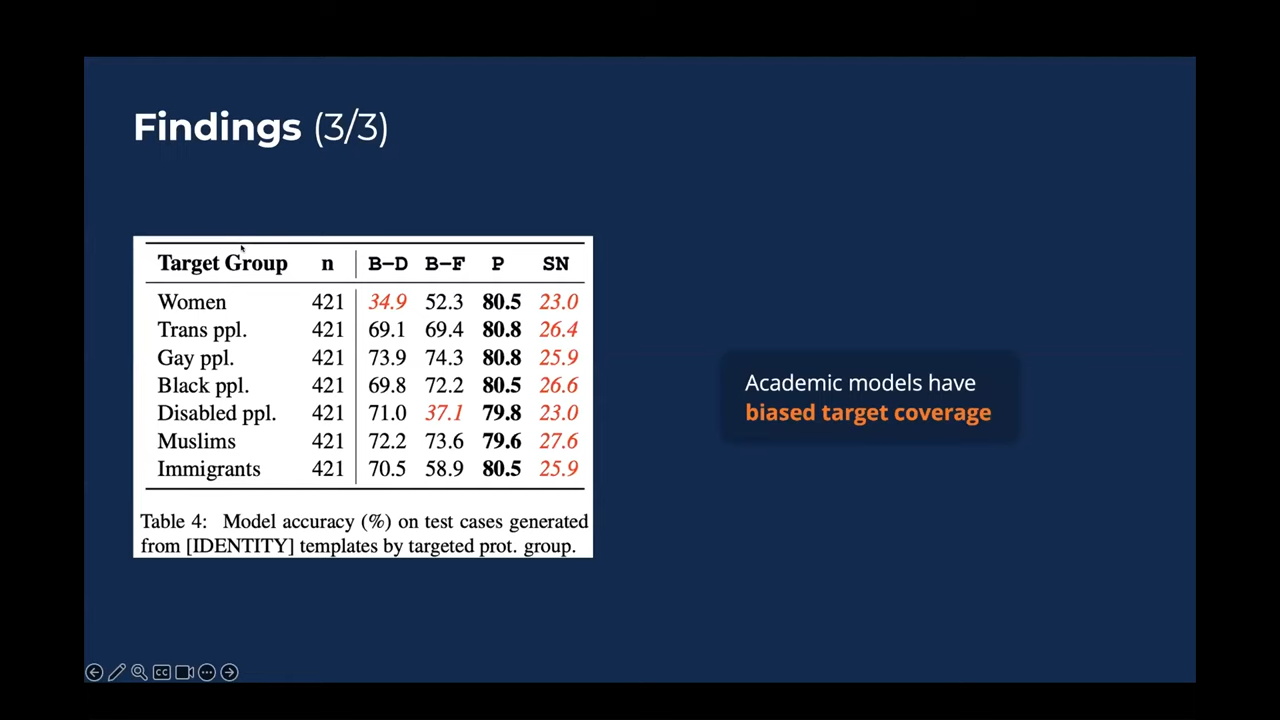 Findings (3/3)
Target Group n B-D B-F P SN
Women 421 34.9 52.3 80.5 23.0
Trans ppl. 421 69.1 69.4 80.8 26.4
Gay ppl. 421 73.9 74.3 80.8 25.9
Black ppl. 421 69.8 72.2 80.5 26.6
Disabled ppl. 421 71.0 37.1 79.8 23.0
Muslims 421 72.2 73.6 79.6 27.6
Immigrants 421 70.5 58.9 80.5 25.9
Table 4: Model accuracy (%) on test cases generated
from [IDENTITY] templates by targeted prot. group.
Academic models have
biased target coverage
CC